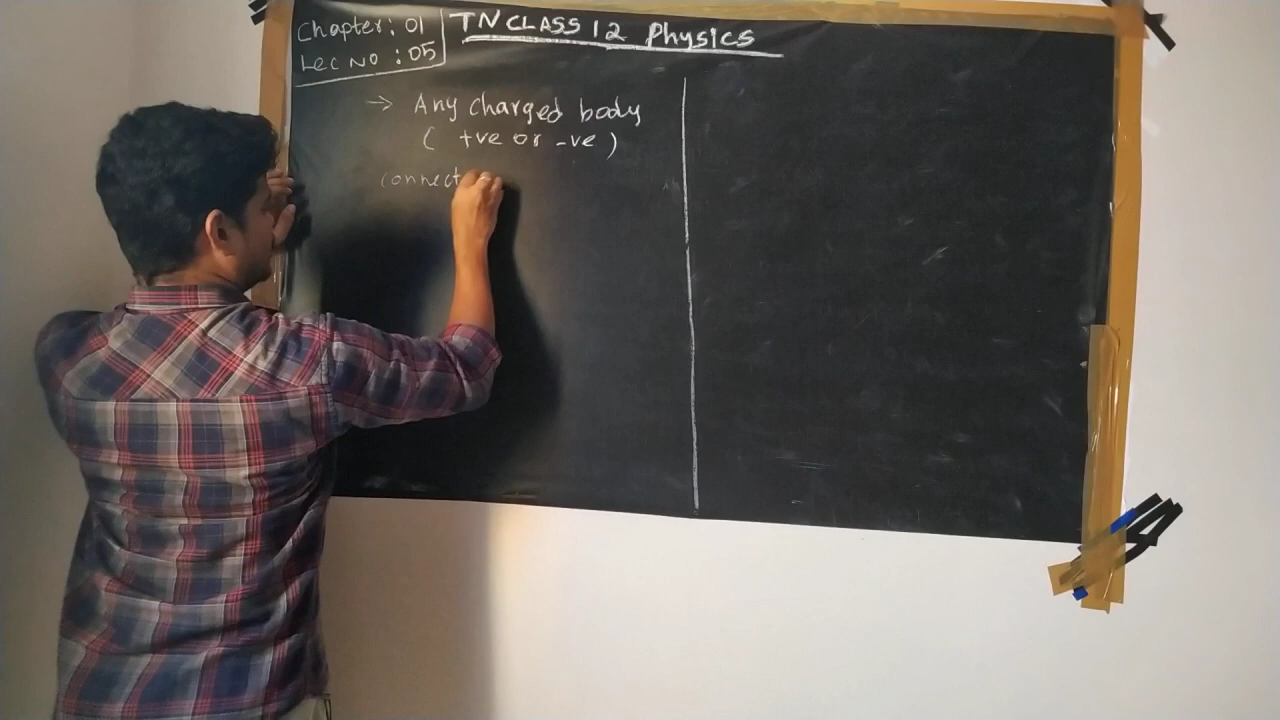 Chapter: 01
Lec No : 05
TN CLASS 12 Physics
→ Any charged body
( +ve or -ve )
connect